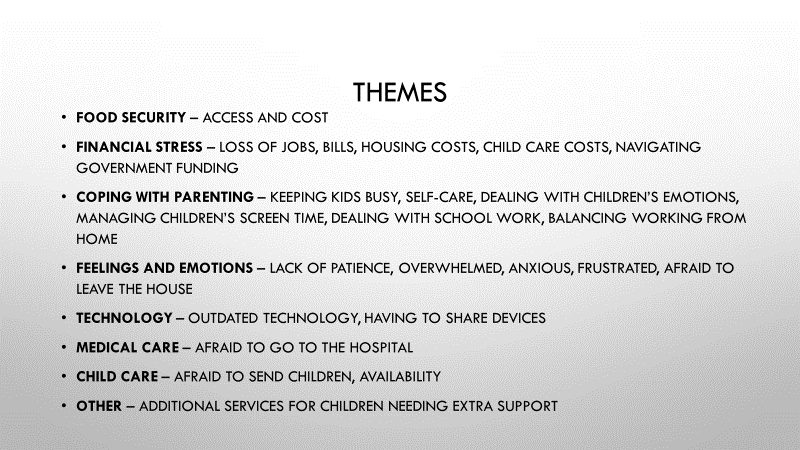 THEMES
• FOOD SECURITY – ACCESS AND COST
• FINANCIAL STRESS – LOSS OF JOBS, BILLS, HOUSING COSTS, CHILD CARE COSTS, NAVIGATING
GOVERNMENT FUNDING
• COPING WITH PARENTING – KEEPING KIDS BUSY, SELF-CARE, DEALING WITH CHILDREN'S EMOTIONS,
MANAGING CHILDREN'S SCREEN TIME, DEALING WITH SCHOOL WORK, BALANCING WORKING FROM
HOME
• FEELINGS AND EMOTIONS – LACK OF PATIENCE, OVERWHELMED, ANXIOUS, FRUSTRATED, AFRAID TO
LEAVE THE HOUSE
• TECHNOLOGY – OUTDATED TECHNOLOGY, HAVING TO SHARE DEVICES
• MEDICAL CARE – AFRAID TO GO TO THE HOSPITAL
• CHILD CARE – AFRAID TO SEND CHILDREN, AVAILABILITY
• OTHER – ADDITIONAL SERVICES FOR CHILDREN NEEDING EXTRA SUPPORT